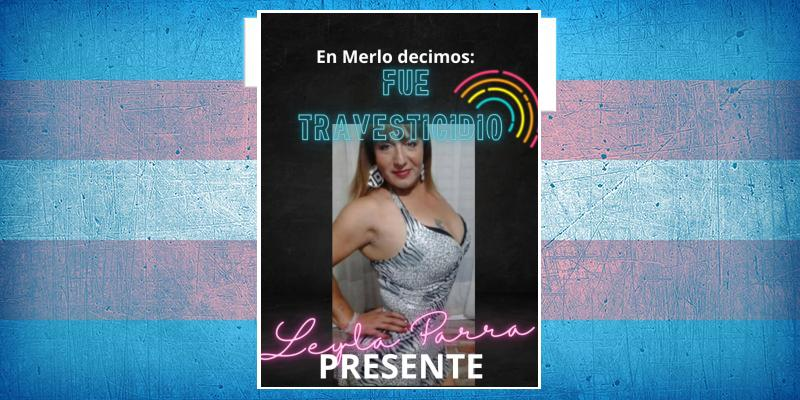 En Merlo decimos:
FUE
TRAVESTiCiDiO
Leyla Parra
PRESENTE